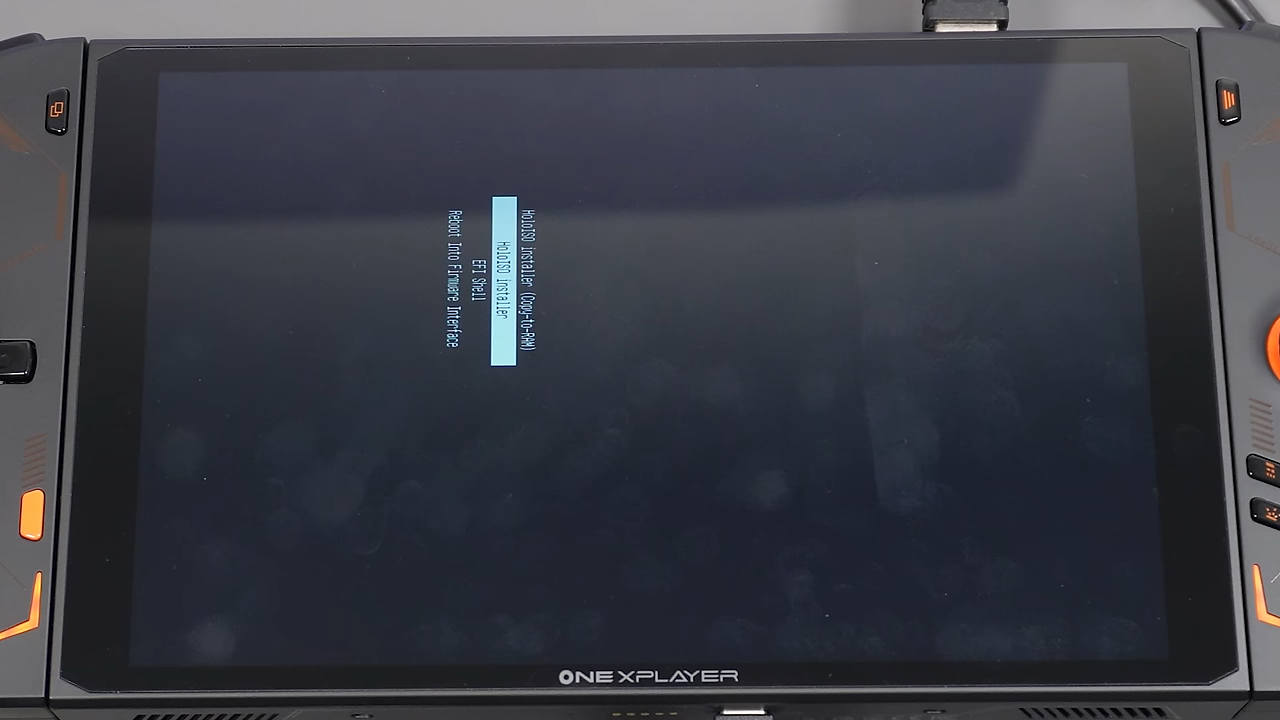 HoloISO installer (Copy-to-RAM)
HoloISO installer
EFI Shell
Reboot Into Firmware Interface
ONEXPLAYER